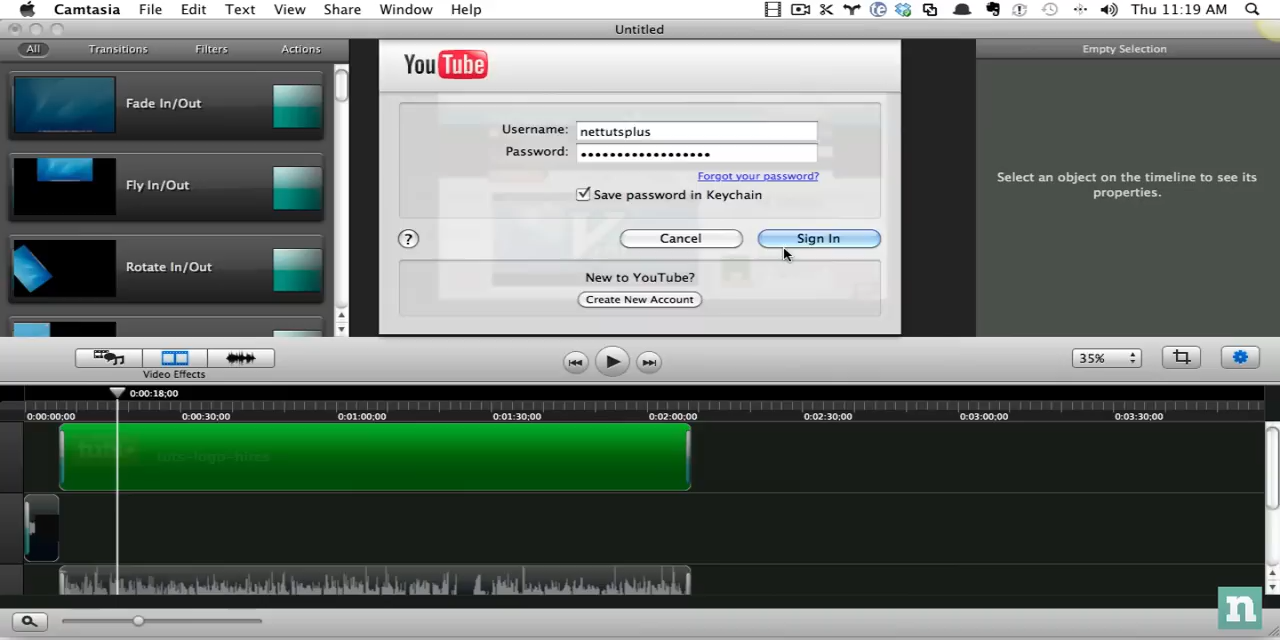 Camtasia File Edit Text View Share Window Help Thu 11:19 AM
Untitled
All Transitions Filters Actions
Fade In/Out
Fly In/Out
Rotate In/Out
YouTube
Username: nettutsplus
Password: ••••••••••••••••••
Forgot your password?
Save password in Keychain
? Cancel Sign In
New to YouTube?
Create New Account
Empty Selection
Select an object on the timeline to see its
properties.
Video Effects
35%
0:00:18;00
0:00:00;00 0:00:30;00 0:01:00;00 0:01:30;00 0:02:00;00 0:02:30;00 0:03:00;00 0:03:30;00
tuts-logo-hires
n